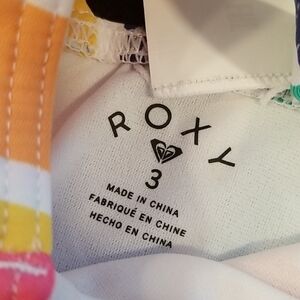 ROXY
3
MADE IN CHINA
FABRIQUÉ EN CHINE
HECHO EN CHINA